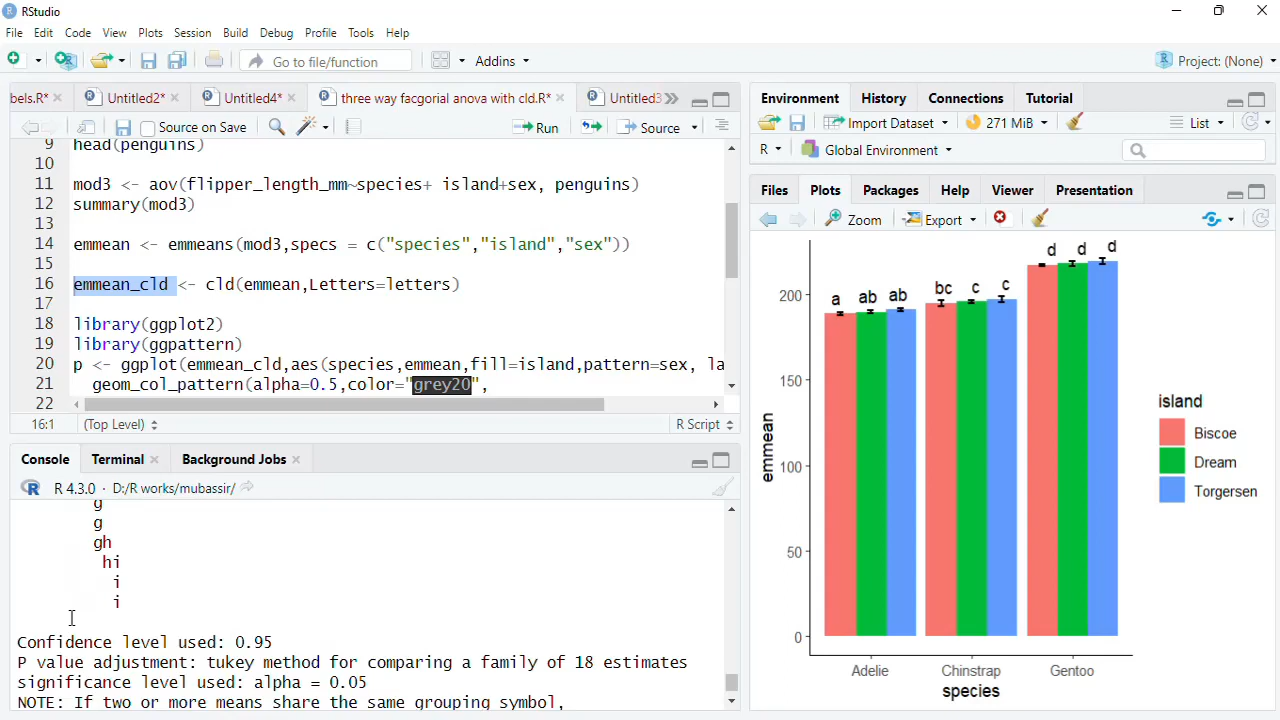 RStudio
File Edit Code View Plots Session Build Debug Profile Tools Help
Go to file/function Addins Project: (None)
bels.R* Untitled2* Untitled4* three way facgorial anova with cld.R* Untitled3
Source on Save Run Source
9 head(penguins)
10
11 mod3 <- aov(flipper_length_mm~species+ island+sex, penguins)
12 summary(mod3)
13
14 emmean <- emmeans(mod3,specs = c("species","island","sex"))
15
16 emmean_cld <- cld(emmean,Letters=letters)
17
18 library(ggplot2)
19 library(ggpattern)
20 p <- ggplot(emmean_cld,aes(species,emmean,fill=island,pattern=sex, la
21 geom_col_pattern(alpha=0.5,color="grey20",
22
16:1 (Top Level) R Script
Console Terminal Background Jobs
R 4.3.0 · D:/R works/mubassir/
g
g
gh
hi
i
i
Confidence level used: 0.95
P value adjustment: tukey method for comparing a family of 18 estimates
significance level used: alpha = 0.05
NOTE: If two or more means share the same grouping symbol,
Environment History Connections Tutorial
Import Dataset 271 MiB List
R Global Environment
Files Plots Packages Help Viewer Presentation
Zoom Export
d d d
bc c c
a ab ab
200
150
100
50
0
emmean
Adelie Chinstrap Gentoo
species
island
Biscoe
Dream
Torgersen